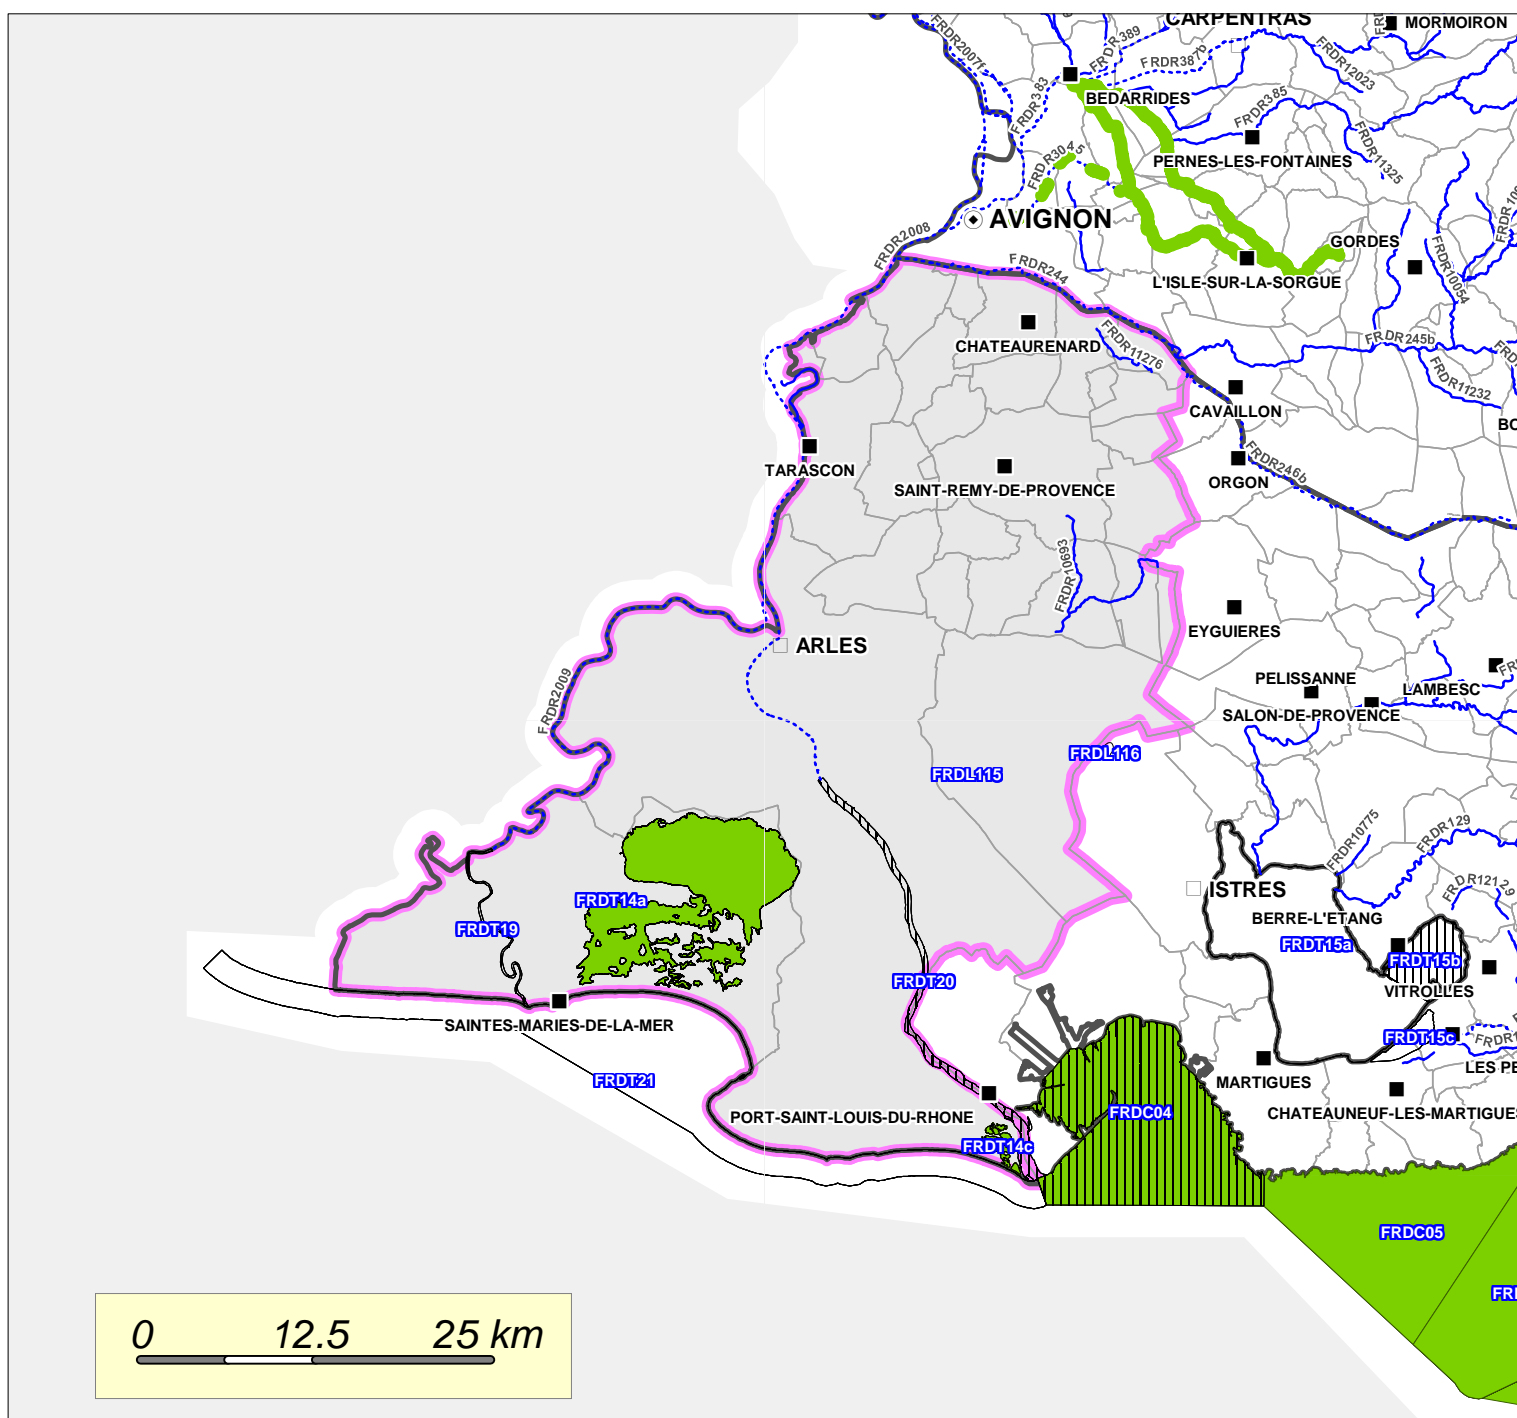 CARPENTRAS
MORMOIRON
FRDR2007f
FRDR389
FRDR387b
FRDR12023
FRDR383
BEDARRIDES
FRDR385
FRDR11325
PERNES-LES-FONTAINES
FRDR3045
AVIGNON
GORDES
FRDR2008
FRDR244
L'ISLE-SUR-LA-SORGUE
FRDR10054
CHATEAURENARD
FRDR11276
FRDR245b
FRDR11232
CAVAILLON
TARASCON
SAINT-REMY-DE-PROVENCE
ORGON
FRDR246b
FRDR10693
EYGUIERES
ARLES
PELISSANNE
LAMBESC
SALON-DE-PROVENCE
FRDR2009
FRDL116
FRDL115
FRDR10775
FRDR129
FRDR12129
ISTRES
FRDT14a
BERRE-L'ETANG
FRDT19
FRDT15a
FRDT15b
FRDT20
VITROLLES
SAINTES-MARIES-DE-LA-MER
FRDT15c
LES PE
FRDT21
MARTIGUES
PORT-SAINT-LOUIS-DU-RHONE
FRDC04
CHATEAUNEUF-LES-MARTIGUES
FRDT14c
FRDC05
0 12.5 25 km